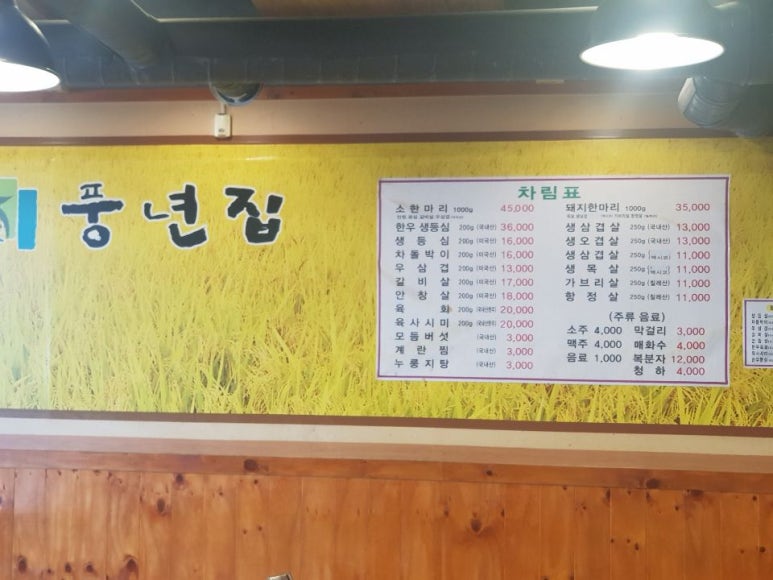 풍년집
차림표
소한마리 1000g 45,000
한우 생등심 200g (국내산) 36,000
생등심 200g (미국산) 16,000
차돌박이 200g (미국산) 16,000
우삼겹 200g (미국산) 13,000
갈비살 200g (미국산) 17,000
안창살 200g (미국산) 18,000
육회 200g 20,000
육사시미 200g 20,000
모듬버섯 (국내산) 3,000
계란찜 (국내산) 3,000
누룽지탕 (국내산) 3,000
돼지한마리 1000g 35,000
생삼겹살 250g (국내산) 13,000
생오겹살 250g (국내산) 13,000
생삼겹살 250g (멕시코) 11,000
생목살 250g (멕시코) 11,000
가브리살 250g (칠레산) 11,000
항정살 250g (칠레산) 11,000
(주류 음료)
소주 4,000 막걸리 3,000
맥주 4,000 매화수 4,000
음료 1,000 복분자 12,000
청하 4,000